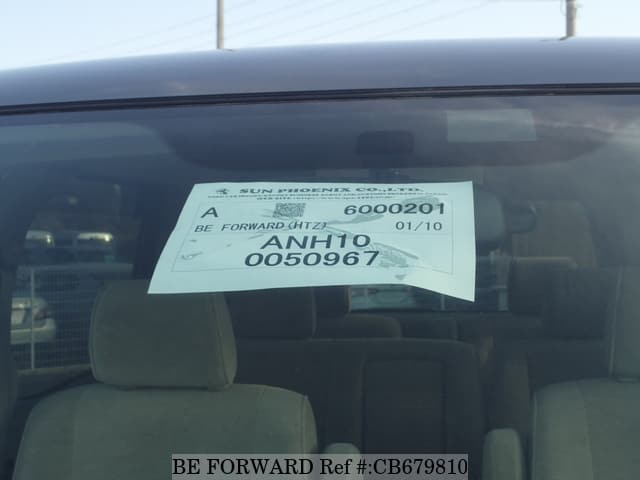 SUN PHOENIX CO.,LTD.
A 6000201
BE FORWARD(HTZ) 01/10
ANH10
0050967
BE FORWARD Ref #:CB679810